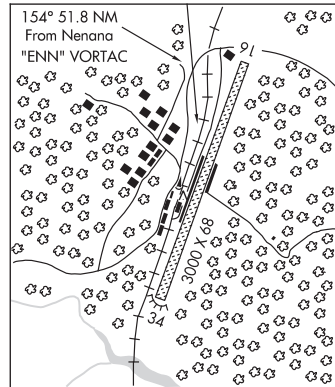 154° 51.8 NM
From Nenana
"ENN" VORTAC
16
3000 X 68
34